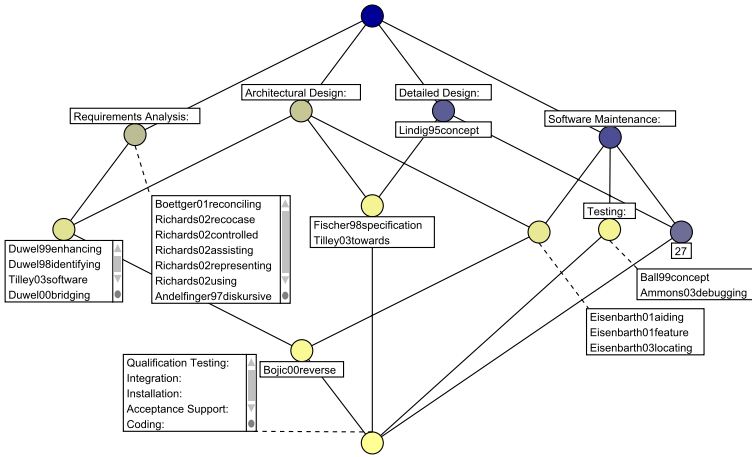 Architectural Design:
Detailed Design:
Requirements Analysis:
Software Maintenance:
Lindig95concept
Boettger01reconciling
Richards02recocase
Richards02controlled
Richards02assisting
Richards02representing
Richards02using
Andelfinger97diskursive
Testing:
Fischer98specification
Tilley03towards
Duwel99enhancing
Duwel98identifying
Tilley03software
Duwel00bridging
27
Ball99concept
Ammons03debugging
Eisenbarth01aiding
Eisenbarth01feature
Eisenbarth03locating
Qualification Testing:
Integration:
Installation:
Acceptance Support:
Coding:
Bojic00reverse